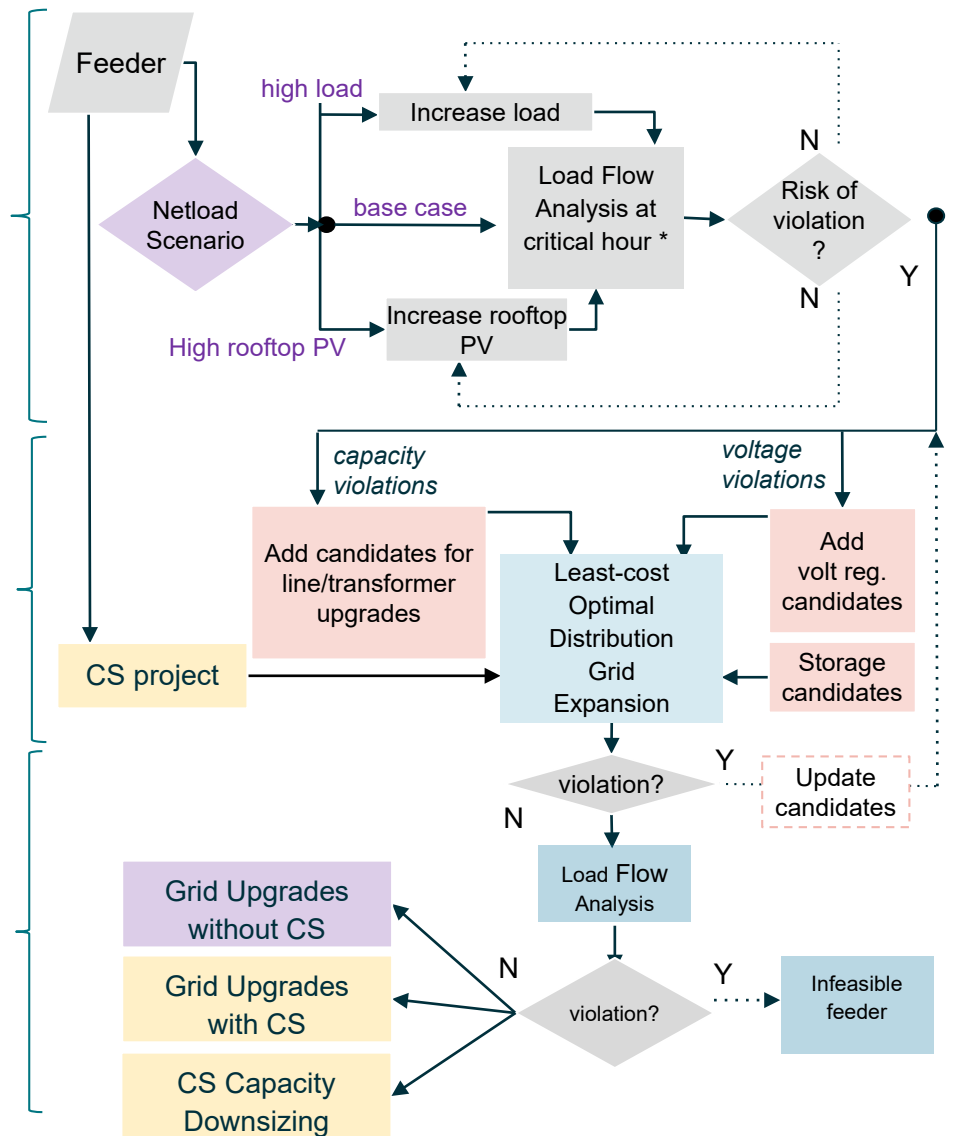 Feeder
high load
Increase load
N
Netload
Scenario
base case
Load Flow
Analysis at
critical hour *
Risk of
violation
?
Y
N
High rooftop PV
Increase rooftop
PV
capacity
violations
voltage
violations
Add candidates for
line/transformer
upgrades
Least-cost
Optimal
Distribution
Grid
Expansion
Add
volt reg.
candidates
CS project
Storage
candidates
violation?
Y
Update
candidates
N
Load Flow
Analysis
Grid Upgrades
without CS
N
Grid Upgrades
with CS
violation?
Y
Infeasible
feeder
CS Capacity
Downsizing